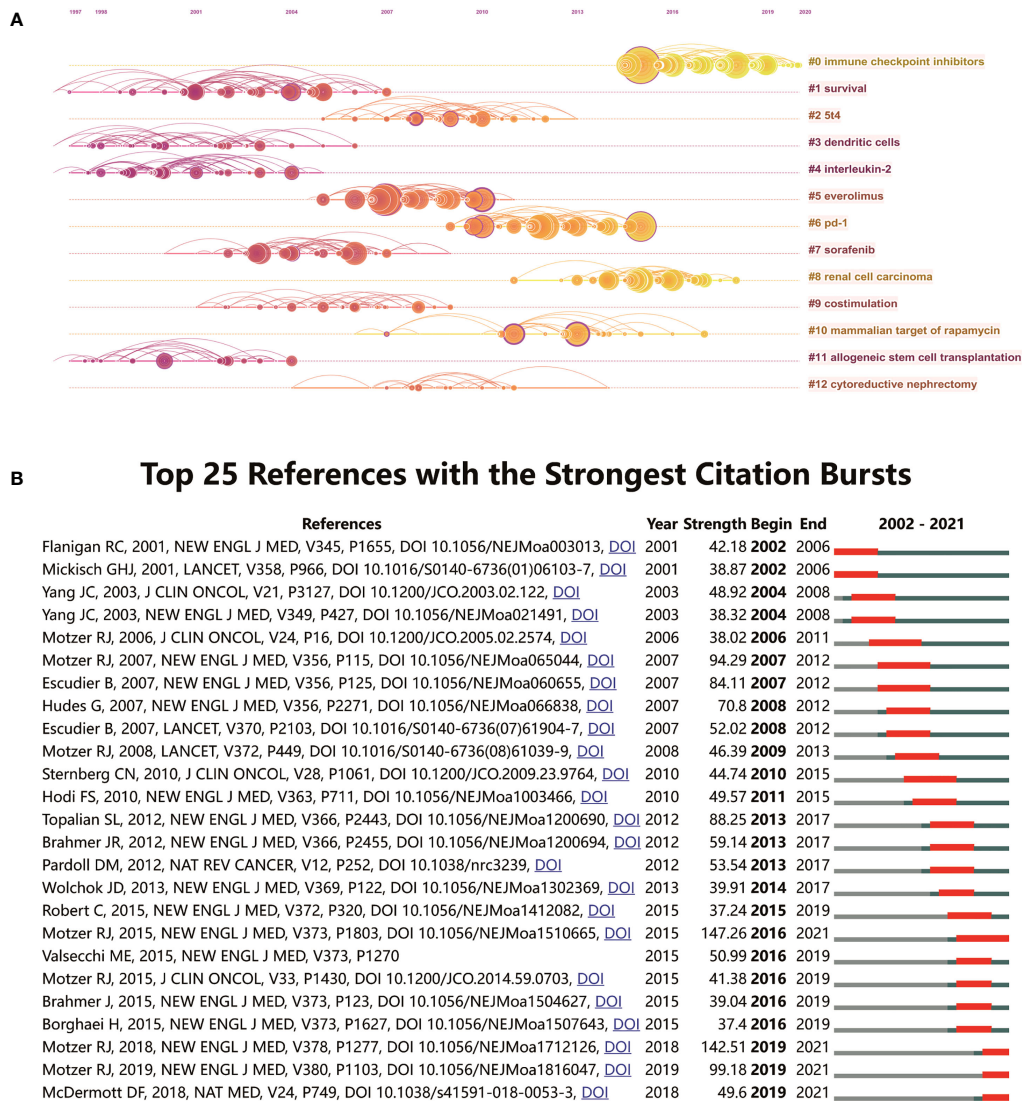 A
1997 1998 2001 2004 2007 2010 2013 2016 2019 2020
#0 immune checkpoint inhibitors
#1 survival
#2 5t4
#3 dendritic cells
#4 interleukin-2
#5 everolimus
#6 pd-1
#7 sorafenib
#8 renal cell carcinoma
#9 costimulation
#10 mammalian target of rapamycin
#11 allogeneic stem cell transplantation
#12 cytoreductive nephrectomy
B
Top 25 References with the Strongest Citation Bursts
References Year Strength Begin End 2002 - 2021
Flanigan RC, 2001, NEW ENGL J MED, V345, P1655, DOI 10.1056/NEJMoa003013, DOI 2001 42.18 2002 2006
Mickisch GHJ, 2001, LANCET, V358, P966, DOI 10.1016/S0140-6736(01)06103-7, DOI 2001 38.87 2002 2006
Yang JC, 2003, J CLIN ONCOL, V21, P3127, DOI 10.1200/JCO.2003.02.122, DOI 2003 48.92 2004 2008
Yang JC, 2003, NEW ENGL J MED, V349, P427, DOI 10.1056/NEJMoa021491, DOI 2003 38.32 2004 2008
Motzer RJ, 2006, J CLIN ONCOL, V24, P16, DOI 10.1200/JCO.2005.02.2574, DOI 2006 38.02 2006 2011
Motzer RJ, 2007, NEW ENGL J MED, V356, P115, DOI 10.1056/NEJMoa065044, DOI 2007 94.29 2007 2012
Escudier B, 2007, NEW ENGL J MED, V356, P125, DOI 10.1056/NEJMoa060655, DOI 2007 84.11 2007 2012
Hudes G, 2007, NEW ENGL J MED, V356, P2271, DOI 10.1056/NEJMoa066838, DOI 2007 70.8 2008 2012
Escudier B, 2007, LANCET, V370, P2103, DOI 10.1016/S0140-6736(07)61904-7, DOI 2007 52.02 2008 2012
Motzer RJ, 2008, LANCET, V372, P449, DOI 10.1016/S0140-6736(08)61039-9, DOI 2008 46.39 2009 2013
Sternberg CN, 2010, J CLIN ONCOL, V28, P1061, DOI 10.1200/JCO.2009.23.9764, DOI 2010 44.74 2010 2015
Hodi FS, 2010, NEW ENGL J MED, V363, P711, DOI 10.1056/NEJMoa1003466, DOI 2010 49.57 2011 2015
Topalian SL, 2012, NEW ENGL J MED, V366, P2443, DOI 10.1056/NEJMoa1200690, DOI 2012 88.25 2013 2017
Brahmer JR, 2012, NEW ENGL J MED, V366, P2455, DOI 10.1056/NEJMoa1200694, DOI 2012 59.14 2013 2017
Pardoll DM, 2012, NAT REV CANCER, V12, P252, DOI 10.1038/nrc3239, DOI 2012 53.54 2013 2017
Wolchok JD, 2013, NEW ENGL J MED, V369, P122, DOI 10.1056/NEJMoa1302369, DOI 2013 39.91 2014 2017
Robert C, 2015, NEW ENGL J MED, V372, P320, DOI 10.1056/NEJMoa1412082, DOI 2015 37.24 2015 2019
Motzer RJ, 2015, NEW ENGL J MED, V373, P1803, DOI 10.1056/NEJMoa1510665, DOI 2015 147.26 2016 2021
Valsecchi ME, 2015, NEW ENGL J MED, V373, P1270 2015 50.99 2016 2019
Motzer RJ, 2015, J CLIN ONCOL, V33, P1430, DOI 10.1200/JCO.2014.59.0703, DOI 2015 41.38 2016 2019
Brahmer J, 2015, NEW ENGL J MED, V373, P123, DOI 10.1056/NEJMoa1504627, DOI 2015 39.04 2016 2019
Borghaei H, 2015, NEW ENGL J MED, V373, P1627, DOI 10.1056/NEJMoa1507643, DOI 2015 37.4 2016 2019
Motzer RJ, 2018, NEW ENGL J MED, V378, P1277, DOI 10.1056/NEJMoa1712126, DOI 2018 142.51 2019 2021
Motzer RJ, 2019, NEW ENGL J MED, V380, P1103, DOI 10.1056/NEJMoa1816047, DOI 2019 99.18 2019 2021
McDermott DF, 2018, NAT MED, V24, P749, DOI 10.1038/s41591-018-0053-3, DOI 2018 49.6 2019 2021